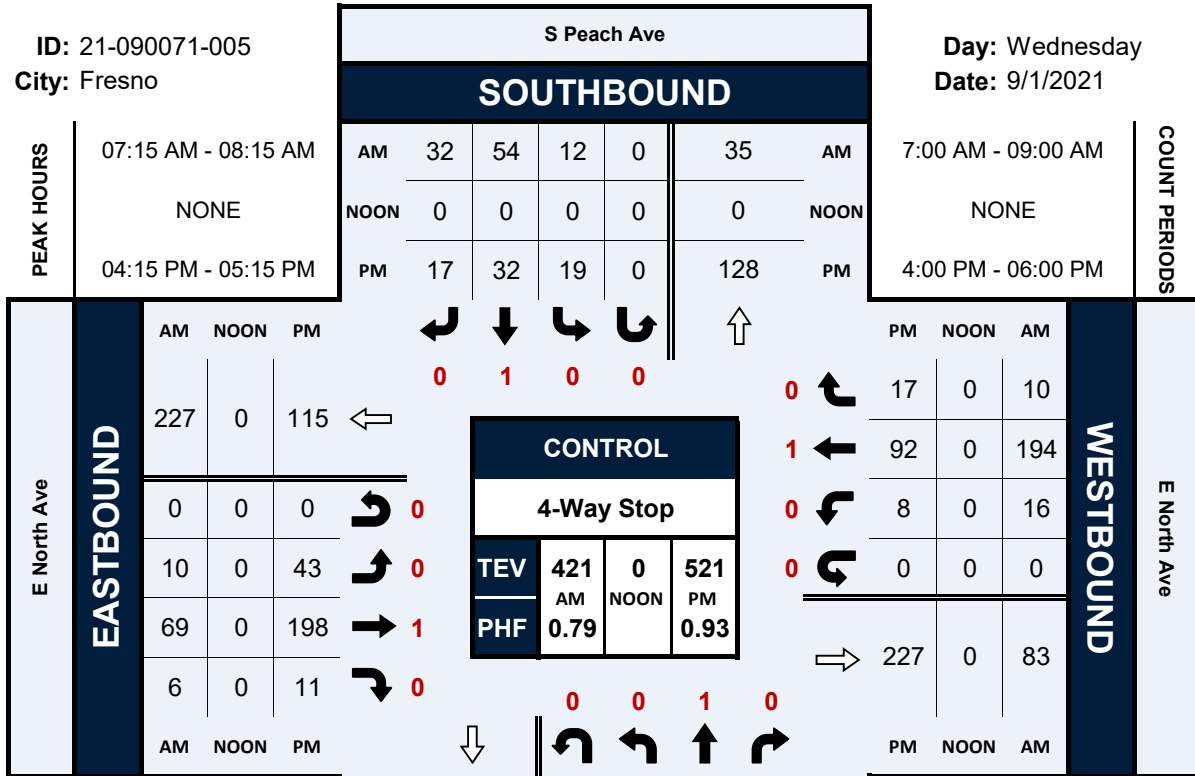 S Peach Ave
ID: 21-090071-005
Day: Wednesday
City: Fresno
Date: 9/1/2021
SOUTHBOUND
PEAK HOURS
07:15 AM - 08:15 AM
NONE
04:15 PM - 05:15 PM
AM 32 54 12 0 35 AM
NOON 0 0 0 0 0 NOON
PM 17 32 19 0 128 PM
7:00 AM - 09:00 AM
NONE
4:00 PM - 06:00 PM
COUNT PERIODS
0 1 0 0
E North Ave
EASTBOUND
AM NOON PM
227 0 115
0 0 0 0
10 0 43 0
69 0 198 1
6 0 11 0
AM NOON PM
CONTROL
4-Way Stop
TEV 421 0 521
AM NOON PM
PHF 0.79 0.93
PM NOON AM
0 17 0 10
1 92 0 194
0 8 0 16
0 0 0 0
227 0 83
PM NOON AM
WESTBOUND
E North Ave
0 0 1 0